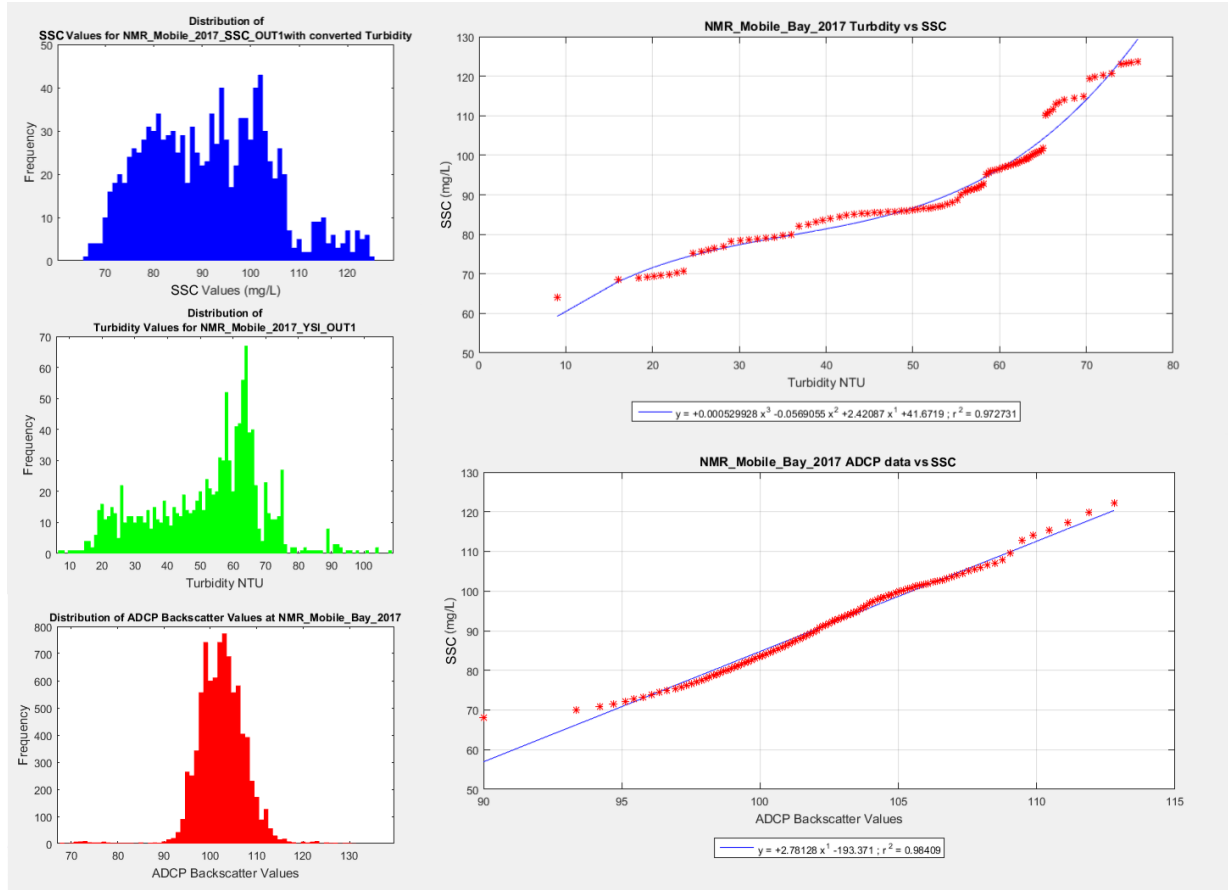 Distribution of
SSC Values for NMR_Mobile_2017_SSC_OUT1with converted Turbidity
50
40
30
20
10
0
Frequency
70 80 90 100 110 120
SSC Values (mg/L)
Distribution of
Turbidity Values for NMR_Mobile_2017_YSI_OUT1
70
60
50
40
30
20
10
0
Frequency
10 20 30 40 50 60 70 80 90 100
Turbidity NTU
Distribution of ADCP Backscatter Values at NMR_Mobile_Bay_2017
800
700
600
500
400
300
200
100
0
Frequency
70 80 90 100 110 120 130
ADCP Backscatter Values
NMR_Mobile_Bay_2017 Turbdity vs SSC
130
120
110
100
90
80
70
60
50
SSC (mg/L)
0 10 20 30 40 50 60 70 80
Turbidity NTU
y = +0.000529928 x³ -0.0569055 x² +2.42087 x¹ +41.6719 ; r² = 0.972731
NMR_Mobile_Bay_2017 ADCP data vs SSC
130
120
110
100
90
80
70
60
50
SSC (mg/L)
90 95 100 105 110 115
ADCP Backscatter Values
y = +2.78128 x¹ -193.371 ; r² = 0.98409